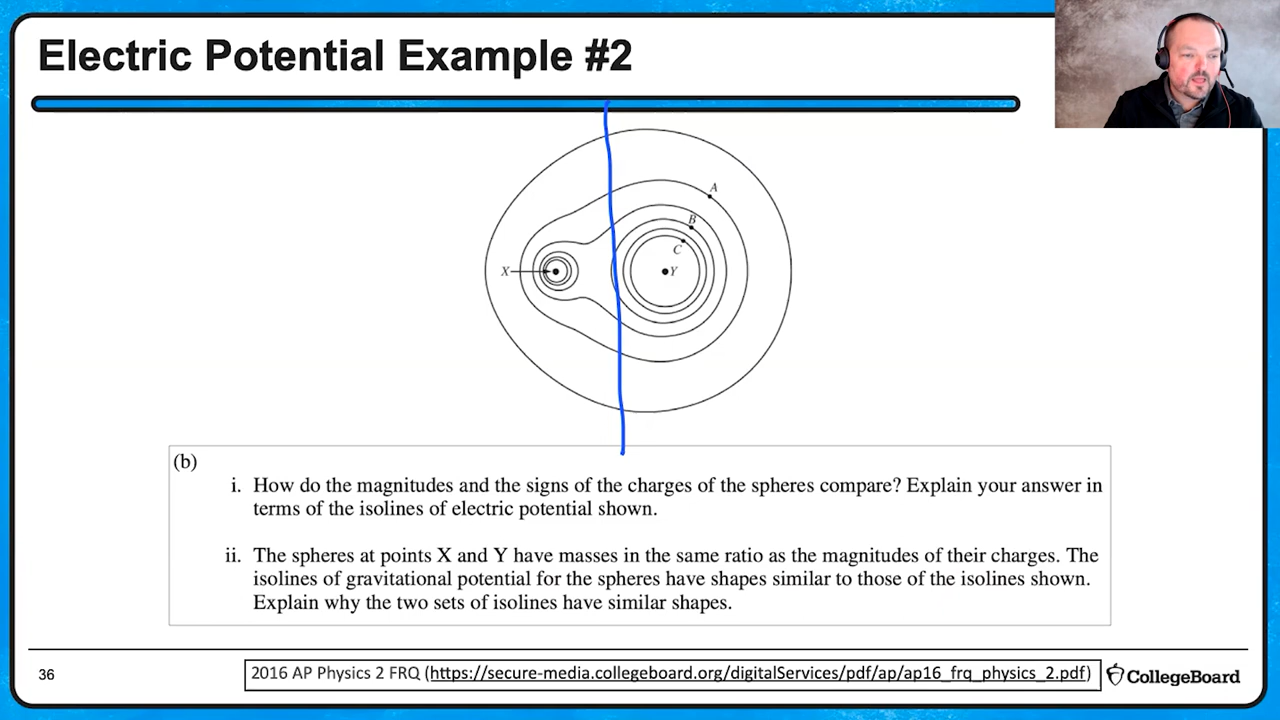 Electric Potential Example #2
A
B
C
X
Y
(b)
i. How do the magnitudes and the signs of the charges of the spheres compare? Explain your answer in
terms of the isolines of electric potential shown.
ii. The spheres at points X and Y have masses in the same ratio as the magnitudes of their charges. The
isolines of gravitational potential for the spheres have shapes similar to those of the isolines shown.
Explain why the two sets of isolines have similar shapes.
36
2016 AP Physics 2 FRQ (https://secure-media.collegeboard.org/digitalServices/pdf/ap/ap16_frq_physics_2.pdf)
CollegeBoard